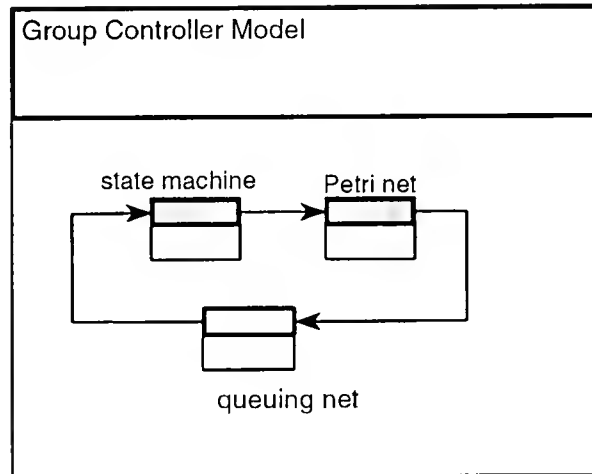 Group Controller Model
state machine
Petri net
queuing net